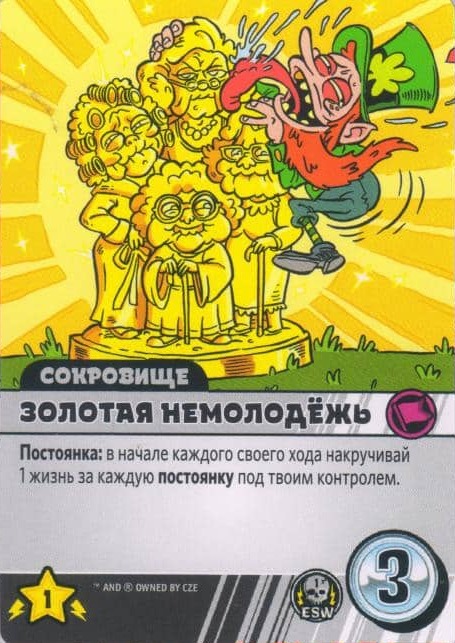 СОКРОВИЩЕ
ЗОЛОТАЯ НЕМОЛОДЁЖЬ
Постоянка: в начале каждого своего хода накручивай
1 жизнь за каждую постоянку под твоим контролем.
1
™ AND ® OWNED BY CZE
ESW
3